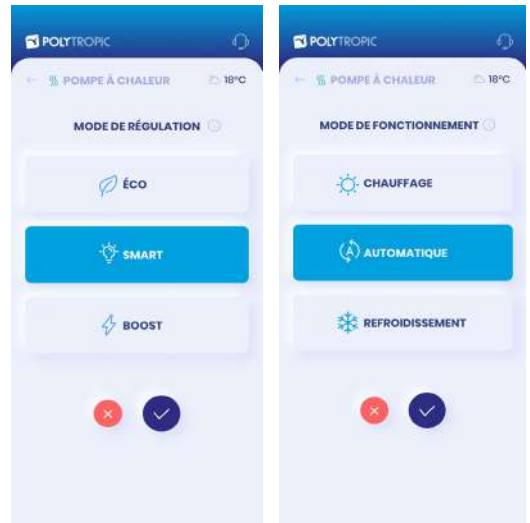 POLYTROPIC
POMPE À CHALEUR
18°C
MODE DE RÉGULATION
ÉCO
SMART
BOOST
POLYTROPIC
POMPE À CHALEUR
18°C
MODE DE FONCTIONNEMENT
CHAUFFAGE
A AUTOMATIQUE
REFROIDISSEMENT